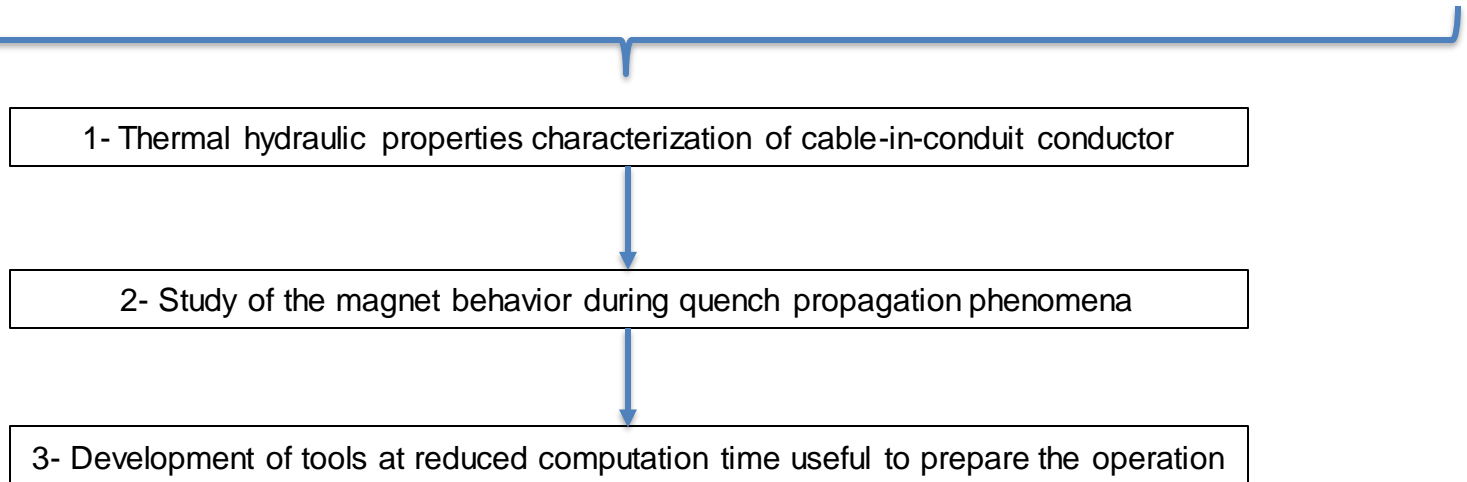 1- Thermal hydraulic properties characterization of cable-in-conduit conductor
2- Study of the magnet behavior during quench propagation phenomena
3- Development of tools at reduced computation time useful to prepare the operation